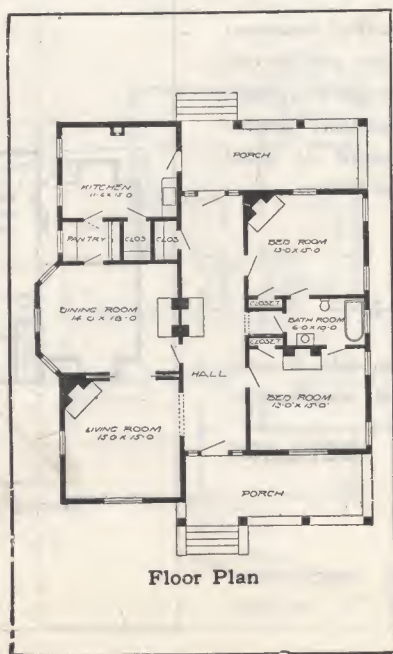 PORCH
KITCHEN
11-6 X 15-0
PANTRY
CLOS
CLOS
BED ROOM
13-0 X 15-0
DINING ROOM
14-0 X 18-0
CLOSET
BATH ROOM
6-0 X 10-0
CLOSET
HALL
BED ROOM
13-0 X 15-0
LIVING ROOM
15-0 X 15-0
PORCH
Floor Plan